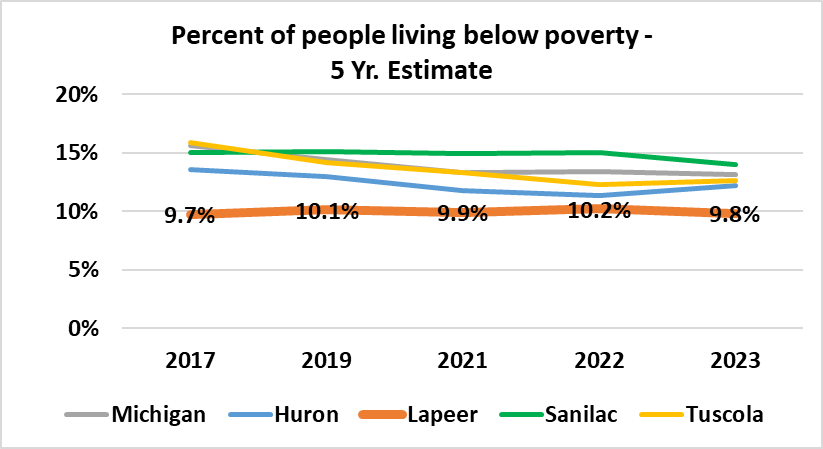 Percent of people living below poverty -
5 Yr. Estimate
20%
15%
10%
5%
0%
9.7% 10.1% 9.9% 10.2% 9.8%
2017 2019 2021 2022 2023
Michigan Huron Lapeer Sanilac Tuscola